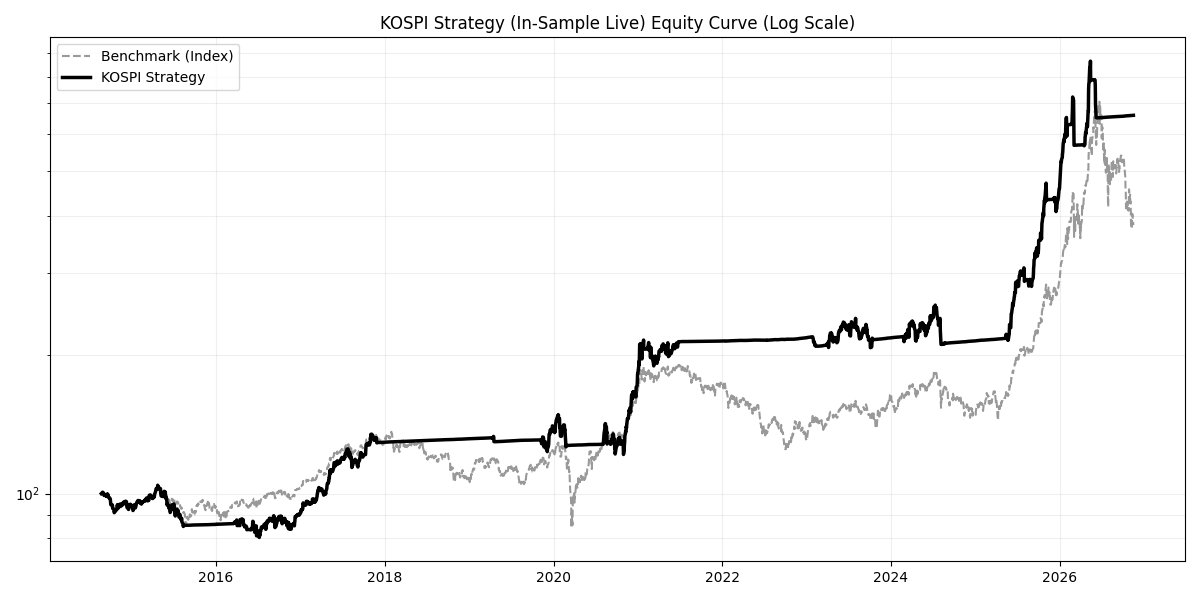 KOSPI Strategy (In-Sample Live) Equity Curve (Log Scale)
Benchmark (Index)
KOSPI Strategy
10²
2016 2018 2020 2022 2024 2026